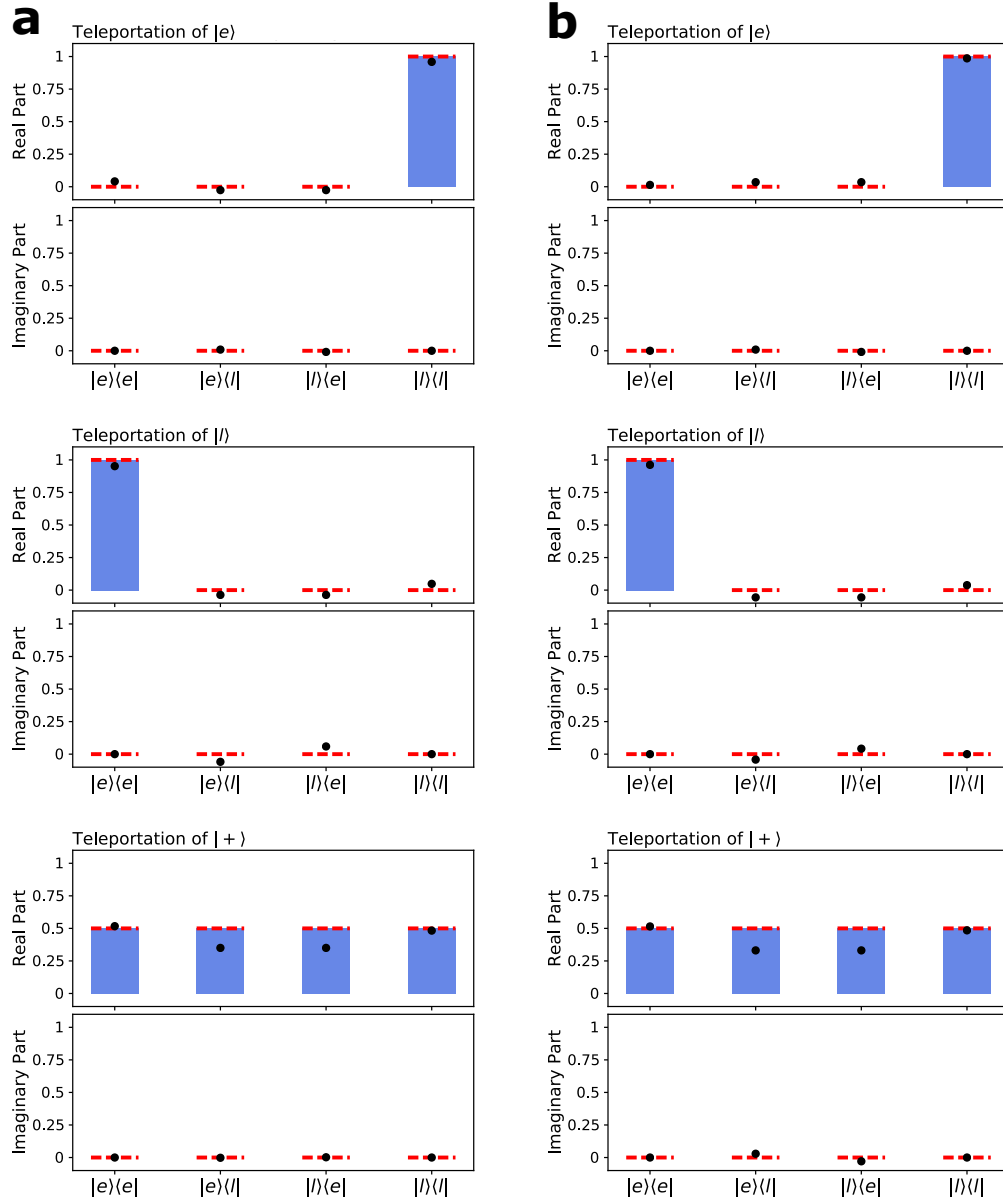 a
Teleportation of |e⟩
Real Part
1
0.75
0.5
0.25
0
Imaginary Part
1
0.75
0.5
0.25
0
|e⟩⟨e| |e⟩⟨l| |l⟩⟨e| |l⟩⟨l|
Teleportation of |l⟩
Real Part
1
0.75
0.5
0.25
0
Imaginary Part
1
0.75
0.5
0.25
0
|e⟩⟨e| |e⟩⟨l| |l⟩⟨e| |l⟩⟨l|
Teleportation of | + ⟩
Real Part
1
0.75
0.5
0.25
0
Imaginary Part
1
0.75
0.5
0.25
0
|e⟩⟨e| |e⟩⟨l| |l⟩⟨e| |l⟩⟨l|
b
Teleportation of |e⟩
Real Part
1
0.75
0.5
0.25
0
Imaginary Part
1
0.75
0.5
0.25
0
|e⟩⟨e| |e⟩⟨l| |l⟩⟨e| |l⟩⟨l|
Teleportation of |l⟩
Real Part
1
0.75
0.5
0.25
0
Imaginary Part
1
0.75
0.5
0.25
0
|e⟩⟨e| |e⟩⟨l| |l⟩⟨e| |l⟩⟨l|
Teleportation of | + ⟩
Real Part
1
0.75
0.5
0.25
0
Imaginary Part
1
0.75
0.5
0.25
0
|e⟩⟨e| |e⟩⟨l| |l⟩⟨e| |l⟩⟨l|